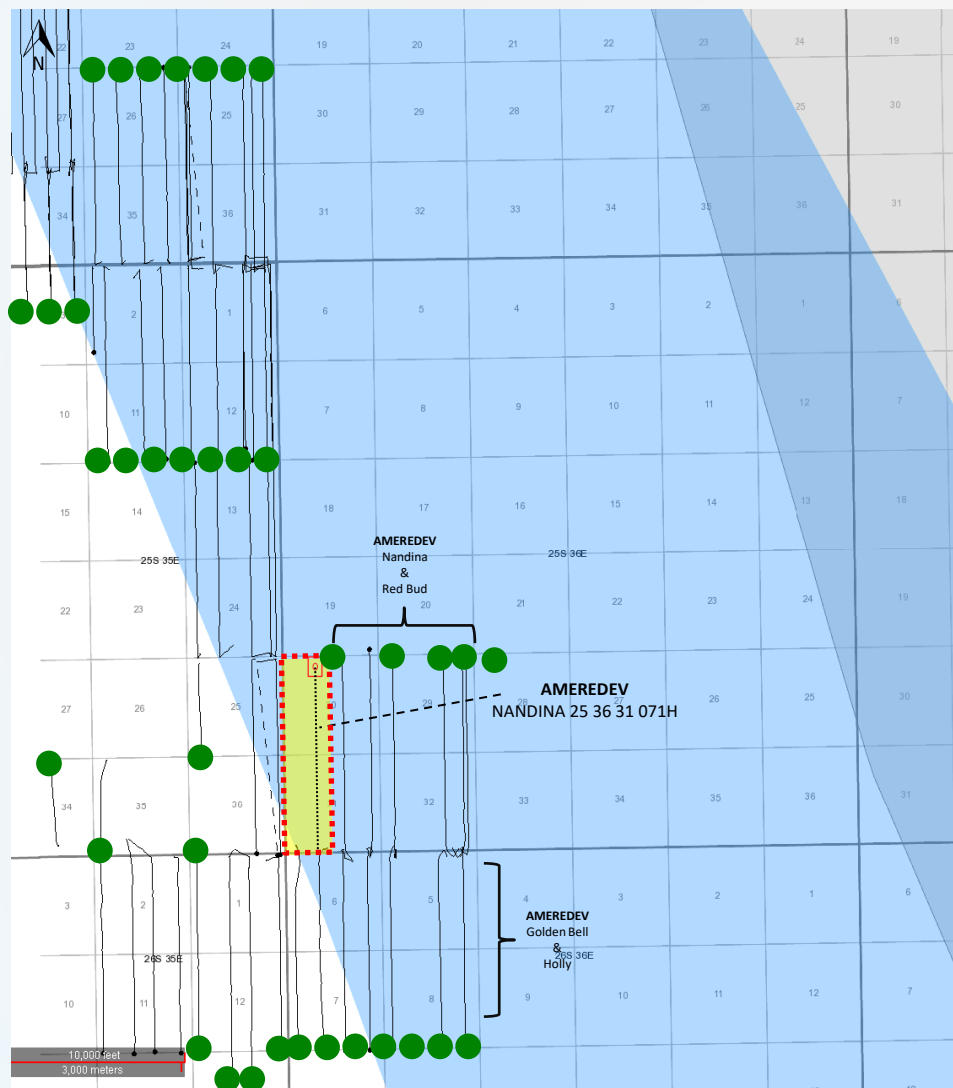 22 23 24 19 20 21 22 23 24 19
N
27 26 25 30 29 28 27 26 25 30
34 35 36 31 32 33 34 35 36 31
2 1 6 5 4 3 2 1 6
10 11 12 7 8 9 10 11 12 7
15 14 13 18 17 16 15 14 13 18
25S 35E
25S 36E
AMEREDEV
Nandina
&
Red Bud
22 23 24 19 20 21 22 23 24 19
27 26 25 29 28 27 26 25 30
AMEREDEV
NANDINA 25 36 31 071H
34 35 36 32 33 34 35 36 31
3 2 1 6 5 4 3 2 1 6
AMEREDEV
Golden Bell
&
Holly
26S 35E
26S 36E
10 11 12 7 8 9 10 11 12 7
10,000 feet
3,000 meters